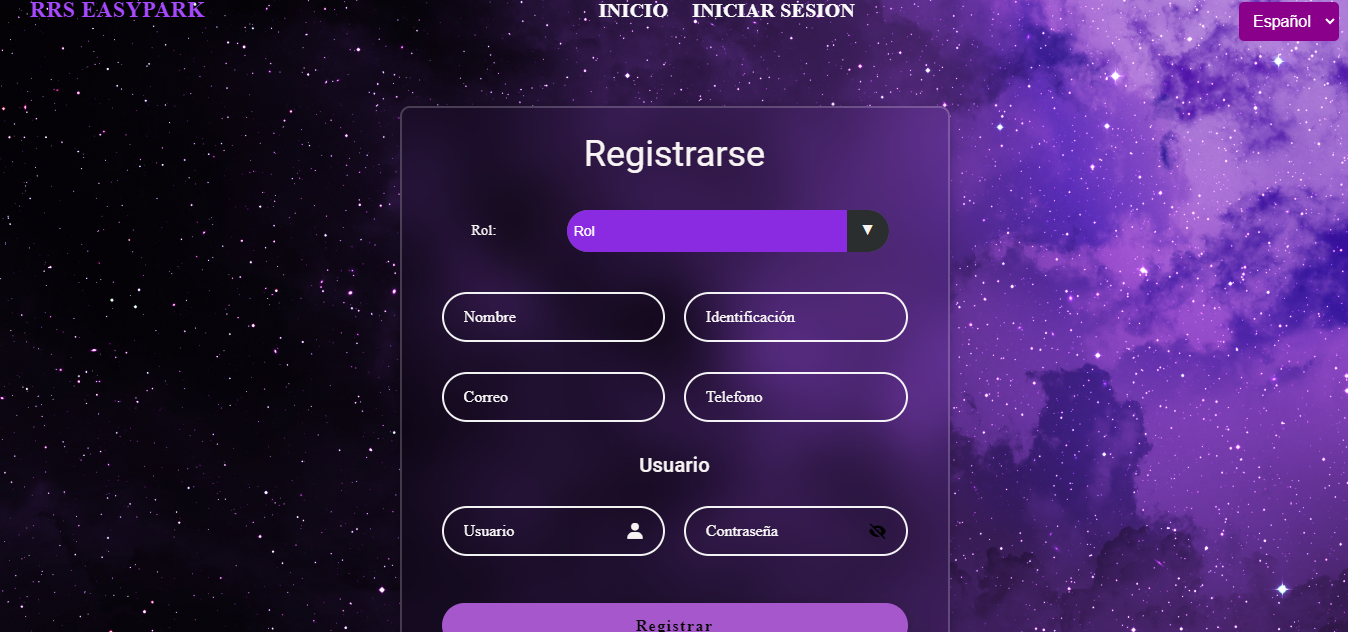 RRS EASYPARK INICIO INICIAR SESION Español
Registrarse
Rol: Rol
Nombre Identificación
Correo Telefono
Usuario
Usuario Contraseña
Registrar